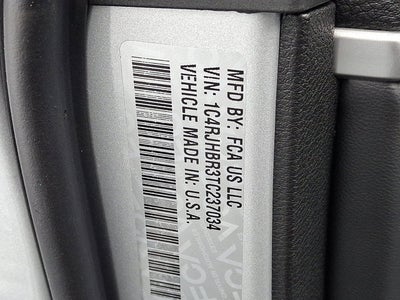 MFD BY: FCA US LLC
VIN: 1C4RJHBR3TC237034
VEHICLE MADE IN: U.S.A.